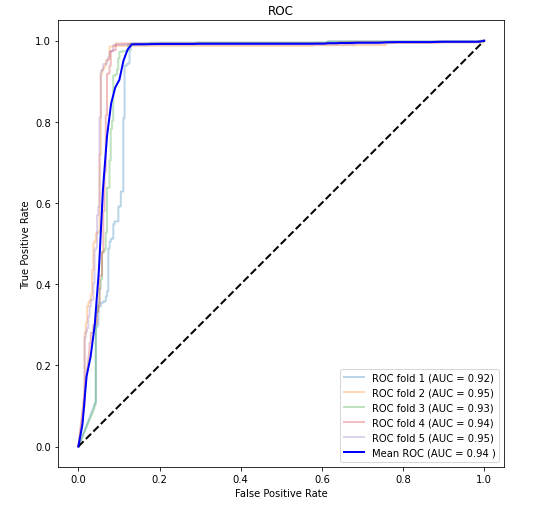 ROC
1.0
0.8
0.6
0.4
0.2
0.0
True Positive Rate
0.0 0.2 0.4 0.6 0.8 1.0
False Positive Rate
ROC fold 1 (AUC = 0.92)
ROC fold 2 (AUC = 0.95)
ROC fold 3 (AUC = 0.93)
ROC fold 4 (AUC = 0.94)
ROC fold 5 (AUC = 0.95)
Mean ROC (AUC = 0.94 )